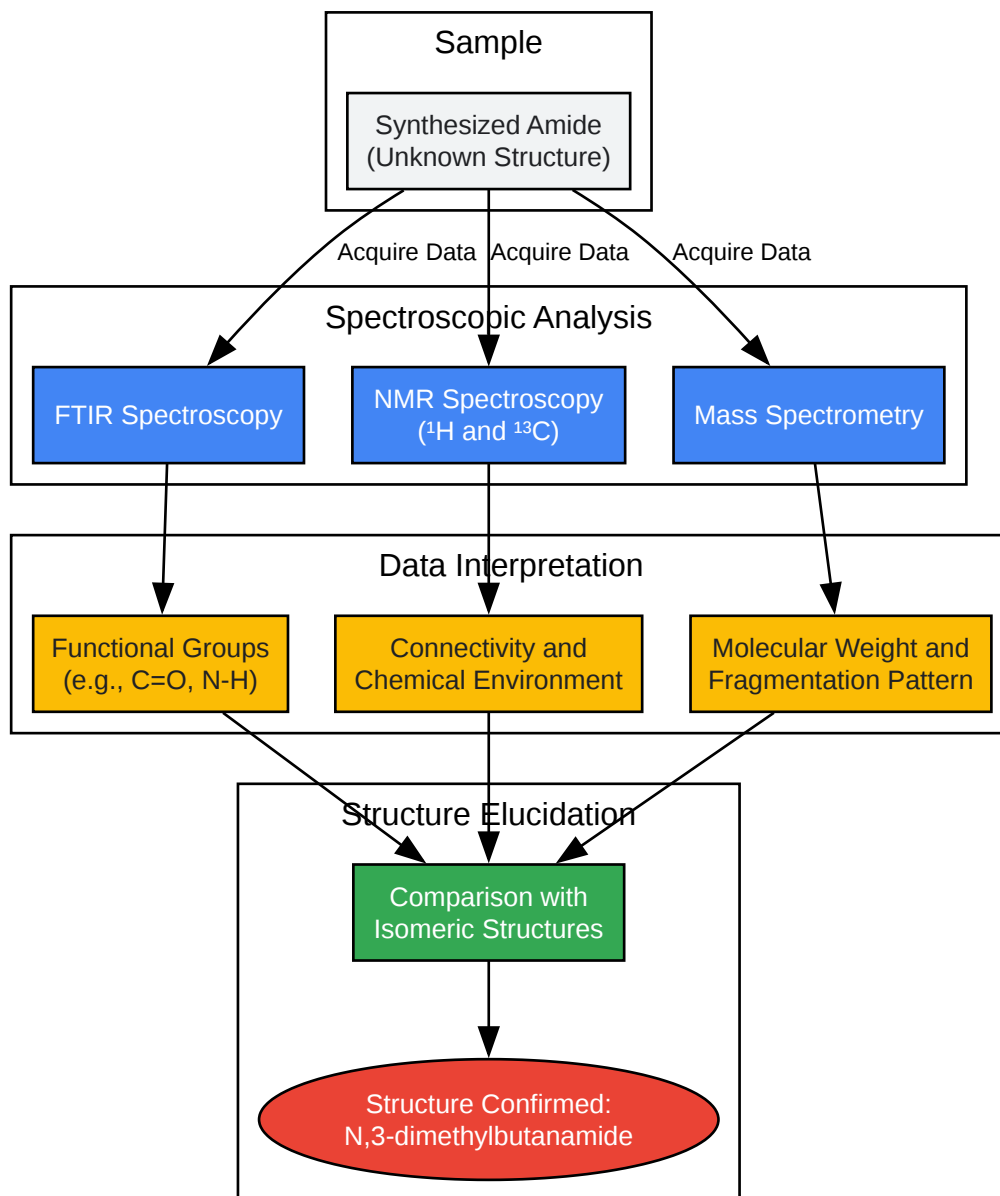 Sample
Synthesized Amide
(Unknown Structure)
Acquire Data
Acquire Data
Acquire Data
Spectroscopic Analysis
FTIR Spectroscopy
NMR Spectroscopy
(¹H and ¹³C)
Mass Spectrometry
Data Interpretation
Functional Groups
(e.g., C=O, N-H)
Connectivity and
Chemical Environment
Molecular Weight and
Fragmentation Pattern
Structure Elucidation
Comparison with
Isomeric Structures
Structure Confirmed:
N,3-dimethylbutanamide